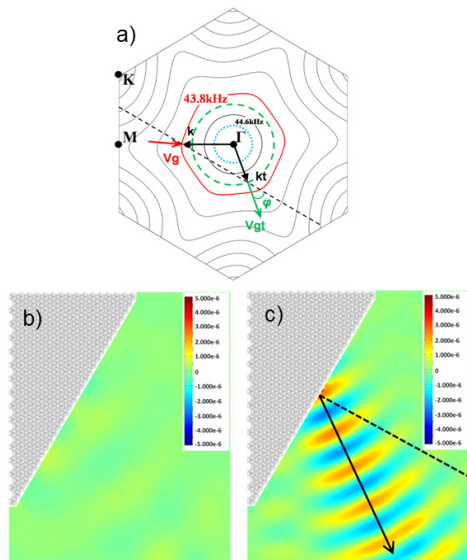 a)
K
43.8kHz
44.6kHz
M
k
Γ
Vg
kt
φ
Vgt
b)
5.000e-6
4.000e-6
3.000e-6
2.000e-6
1.000e-6
0
-1.000e-6
-2.000e-6
-3.000e-6
-4.000e-6
-5.000e-6
c)
5.000e-6
4.000e-6
3.000e-6
2.000e-6
1.000e-6
0
-1.000e-6
-2.000e-6
-3.000e-6
-4.000e-6
-5.000e-6